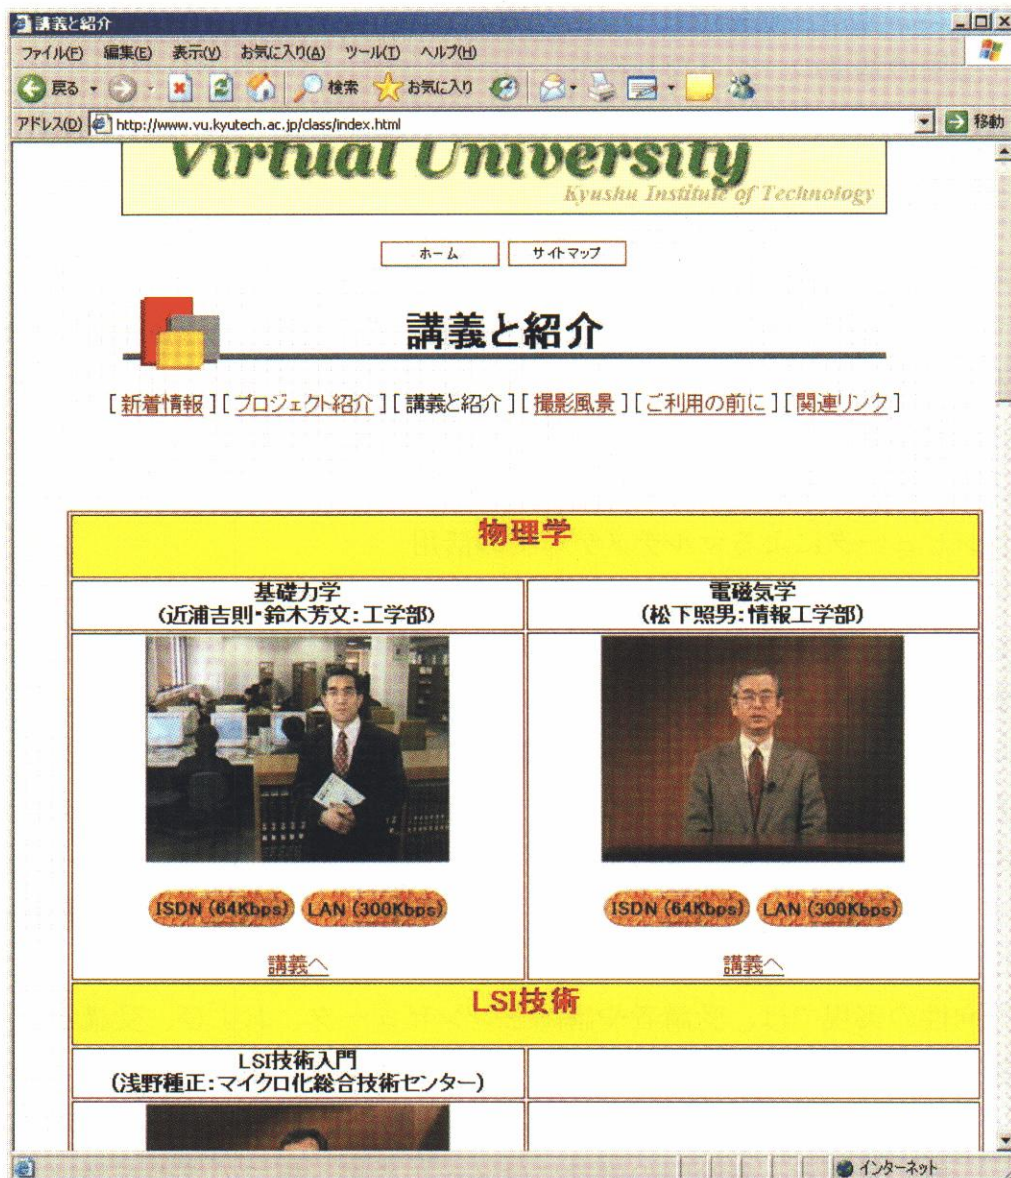 講義と紹介
ファイル(F) 編集(E) 表示(V) お気に入り(A) ツール(T) ヘルプ(H)
戻る 検索 お気に入り
アドレス(D) http://www.vu.kyutech.ac.jp/class/index.html 移動
Virtual University
Kyushu Institute of Technology
ホーム サイトマップ
講義と紹介
[ 新着情報 ] [ プロジェクト紹介 ] [ 講義と紹介 ] [ 撮影風景 ] [ ご利用の前に ] [ 関連リンク ]
物理学
基礎力学
(近浦吉則・鈴木芳文:工学部)
電磁気学
(松下照男:情報工学部)
ISDN (64Kbps) LAN (300Kbps)
講義へ
ISDN (64Kbps) LAN (300Kbps)
講義へ
LSI技術
LSI技術入門
(浅野種正:マイクロ化総合技術センター)
インターネット